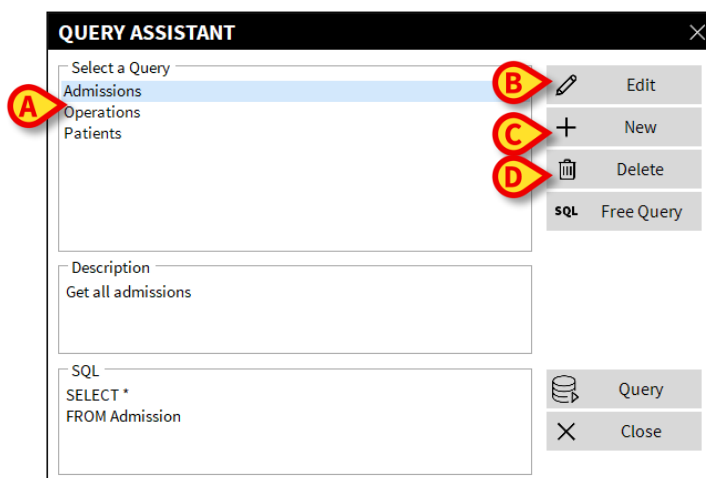 QUERY ASSISTANT
Select a Query
Admissions
Operations
Patients
A
B
Edit
C
New
D
Delete
SQL Free Query
Description
Get all admissions
SQL
SELECT *
FROM Admission
Query
Close